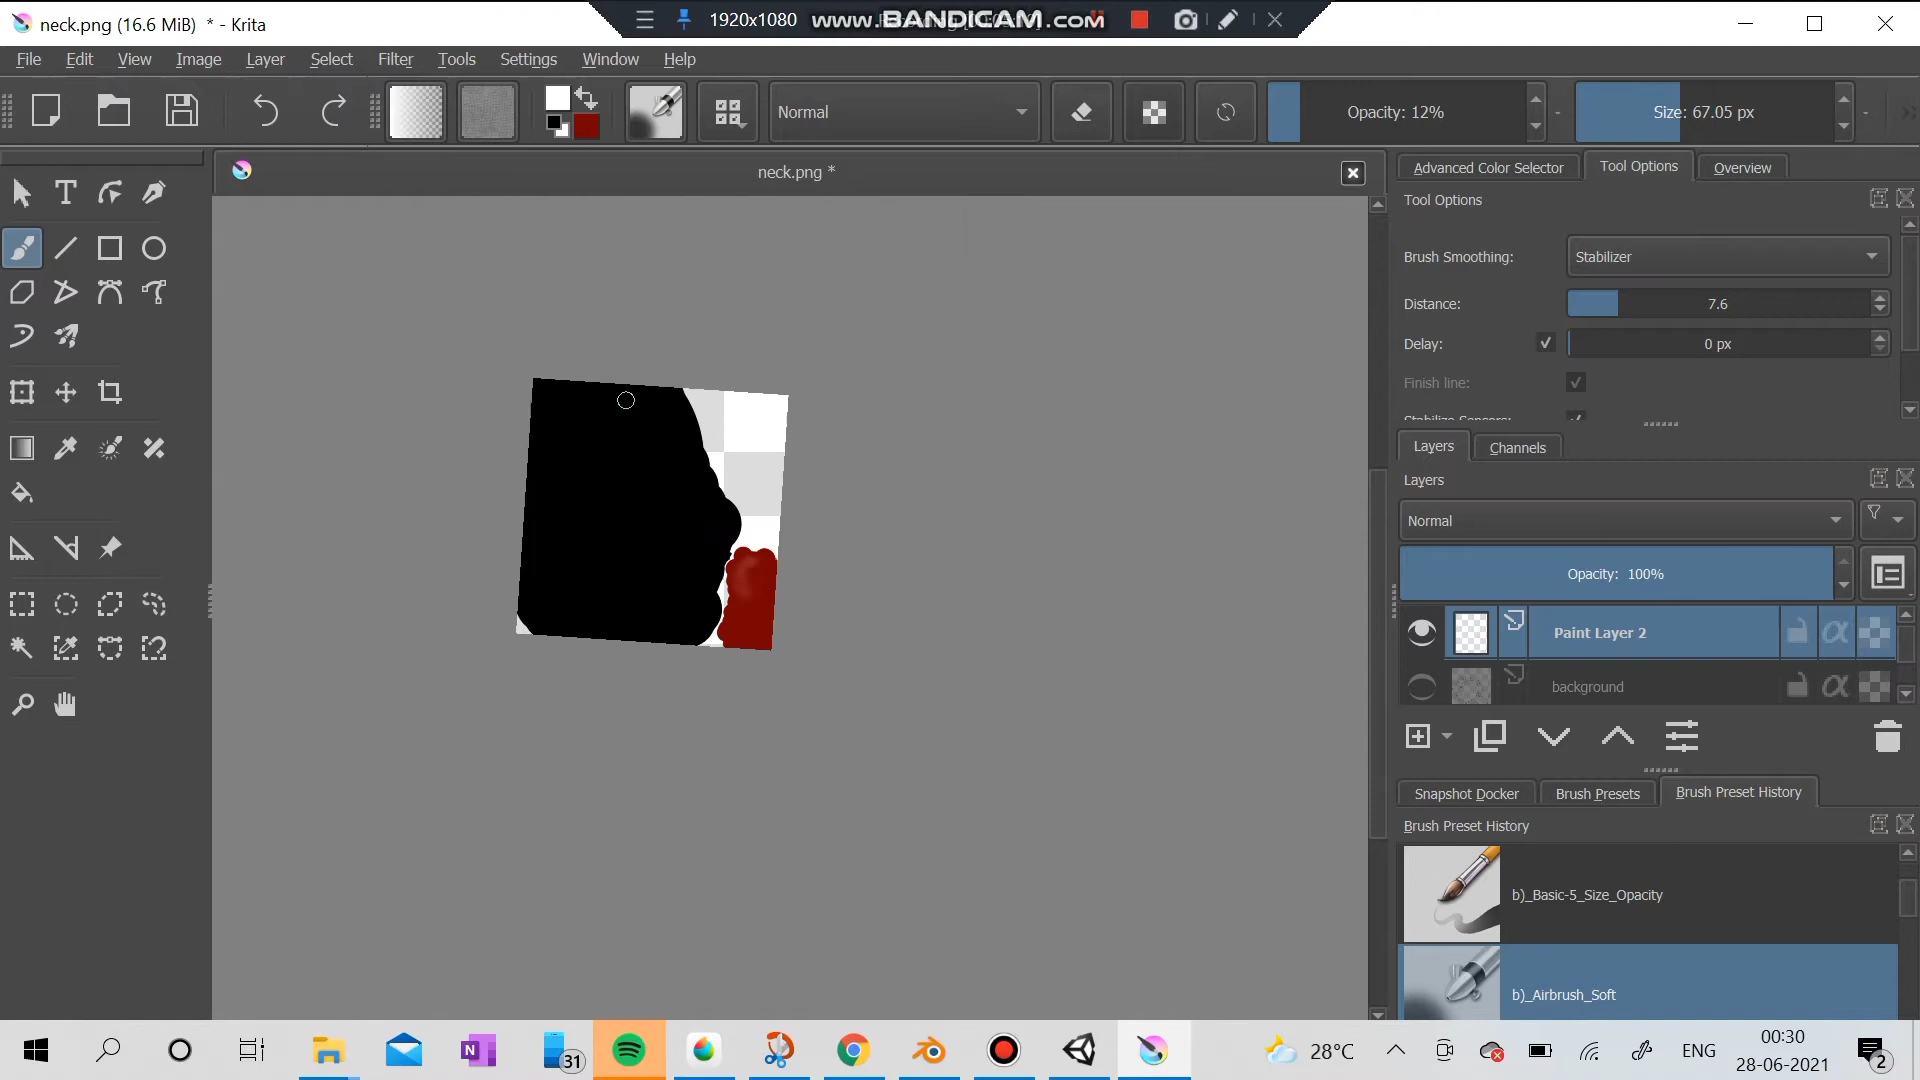 neck.png (16.6 MiB) * - Krita
1920x1080
www.BANDICAM.com
File Edit View Image Layer Select Filter Tools Settings Window Help
Normal
Opacity: 12%
Size: 67.05 px
neck.png *
Advanced Color Selector
Tool Options
Overview
Tool Options
Brush Smoothing:
Stabilizer
Distance:
7.6
Delay:
0 px
Finish line:
Stabilize Sensors:
Layers
Channels
Layers
Normal
Opacity: 100%
Paint Layer 2
background
Snapshot Docker
Brush Presets
Brush Preset History
Brush Preset History
b)_Basic-5_Size_Opacity
b)_Airbrush_Soft
31
28°C
ENG
00:30
28-06-2021
2